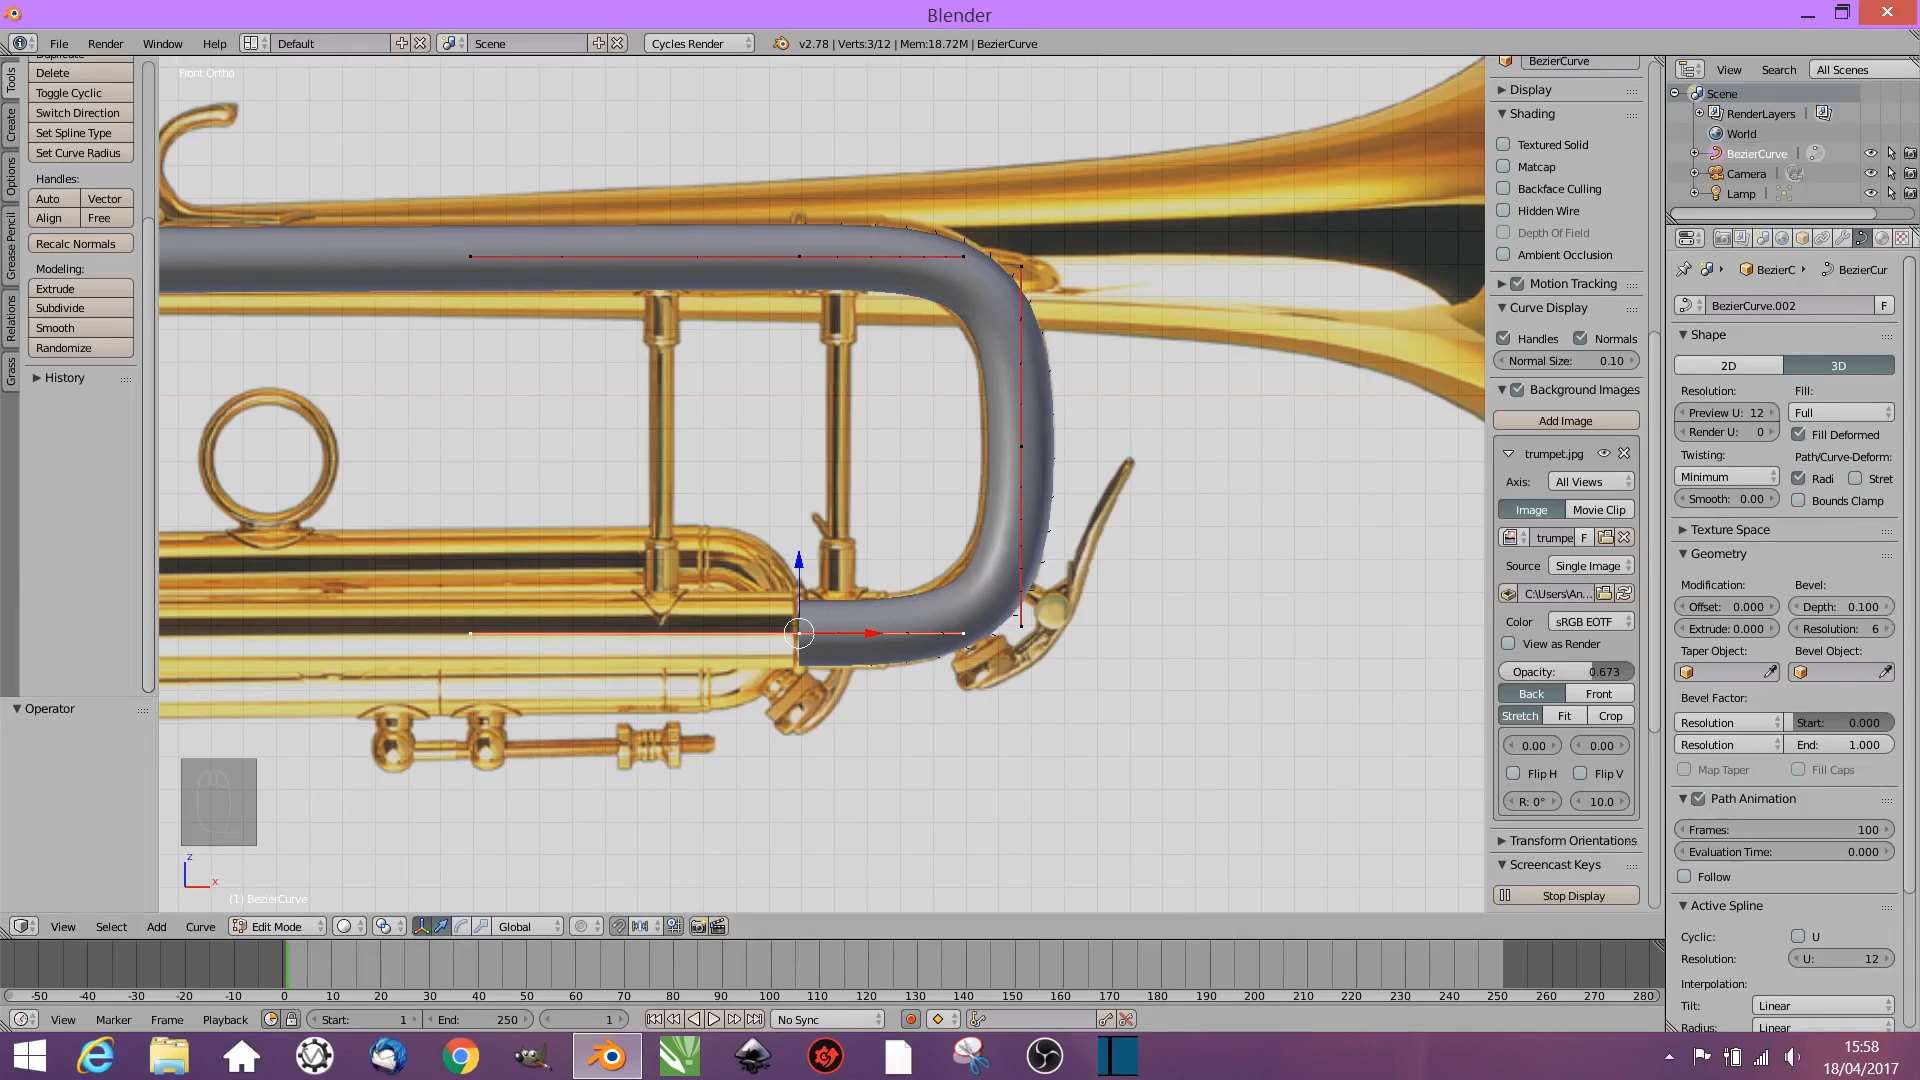 Blender
File Render Window Help Default Scene Cycles Render v2.78 | Verts:3/12 | Mem:18.72M | BezierCurve
Tools
Create
Options
Grease Pencil
Relations
Grass
Delete
Toggle Cyclic
Switch Direction
Set Spline Type
Set Curve Radius
Handles:
Auto Vector
Align Free
Recalc Normals
Modeling:
Extrude
Subdivide
Smooth
Randomize
History
Operator
Front Ortho
z
x
(1) BezierCurve
BezierCurve
Display
Shading
Textured Solid
Matcap
Backface Culling
Hidden Wire
Depth Of Field
Ambient Occlusion
Motion Tracking
Curve Display
Handles Normals
Normal Size: 0.10
Background Images
Add Image
trumpet.jpg
Axis: All Views
Image Movie Clip
trumpe F
Source Single Image
C:\Users\An...
Color sRGB EOTF
View as Render
Opacity: 0.673
Back Front
Stretch Fit Crop
0.00 0.00
Flip H Flip V
R: 0° 10.0
Transform Orientations
Screencast Keys
Stop Display
View Search All Scenes
Scene
RenderLayers
World
BezierCurve
Camera
Lamp
BezierC BezierCur
BezierCurve.002 F
Shape
2D 3D
Resolution: Fill:
Preview U: 12 Full
Render U: 0 Fill Deformed
Twisting: Path/Curve-Deform:
Minimum Radi Stret
Smooth: 0.00 Bounds Clamp
Texture Space
Geometry
Modification: Bevel:
Offset: 0.000 Depth: 0.100
Extrude: 0.000 Resolution: 6
Taper Object: Bevel Object:
Bevel Factor:
Resolution Start: 0.000
Resolution End: 1.000
Map Taper Fill Caps
Path Animation
Frames: 100
Evaluation Time: 0.000
Follow
Active Spline
Cyclic: U
Resolution: U: 12
Interpolation:
Tilt: Linear
Radius: Linear
View Select Add Curve Edit Mode Global
-50 -40 -30 -20 -10 0 10 20 30 40 50 60 70 80 90 100 110 120 130 140 150 160 170 180 190 200 210 220 230 240 250 260 270 280
View Marker Frame Playback Start: 1 End: 250 1 No Sync
15:58
18/04/2017